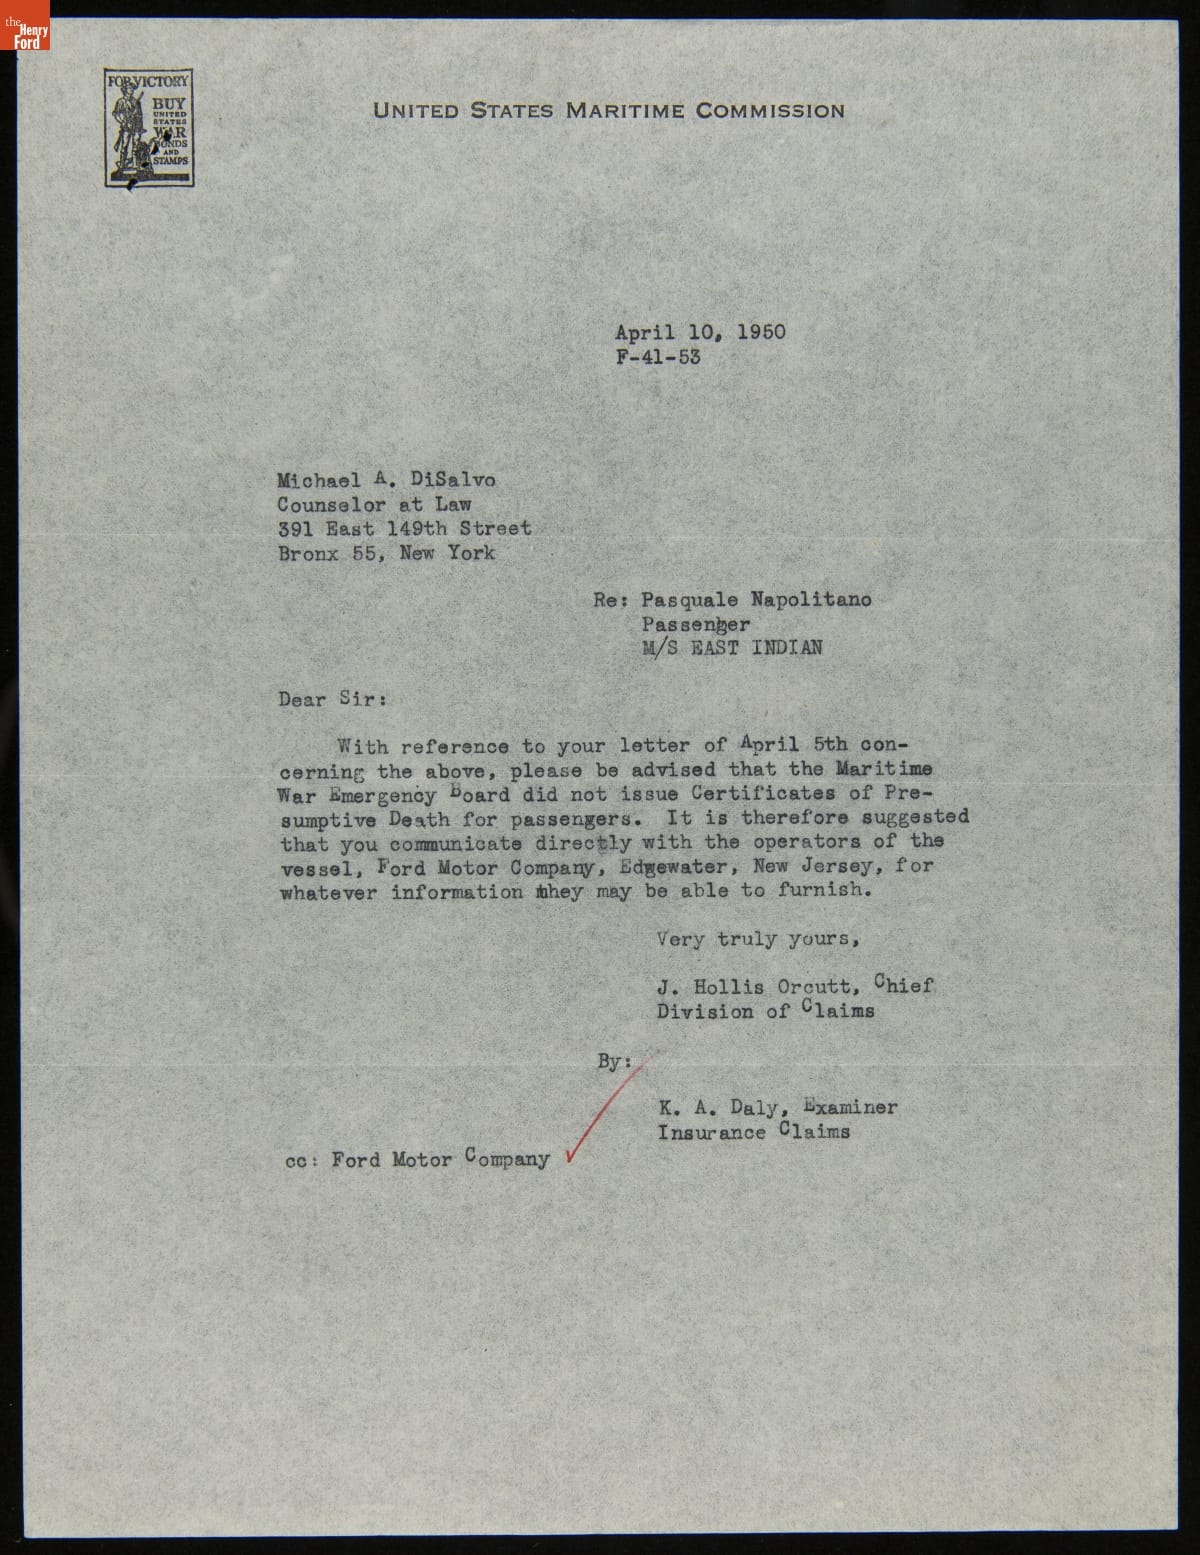 the
Henry
Ford
FOR VICTORY
BUY
UNITED
STATES
WAR
BONDS
AND
STAMPS
UNITED STATES MARITIME COMMISSION
April 10, 1950
F-41-53
Michael A. DiSalvo
Counselor at Law
391 East 149th Street
Bronx 55, New York
Re: Pasquale Napolitano
Passenger
M/S EAST INDIAN
Dear Sir:
With reference to your letter of April 5th con-
cerning the above, please be advised that the Maritime
War Emergency Board did not issue Certificates of Pre-
sumptive Death for passengers. It is therefore suggested
that you communicate directly with the operators of the
vessel, Ford Motor Company, Edgewater, New Jersey, for
whatever information they may be able to furnish.
Very truly yours,
J. Hollis Orcutt, Chief
Division of Claims
By:
K. A. Daly, Examiner
Insurance Claims
cc: Ford Motor Company